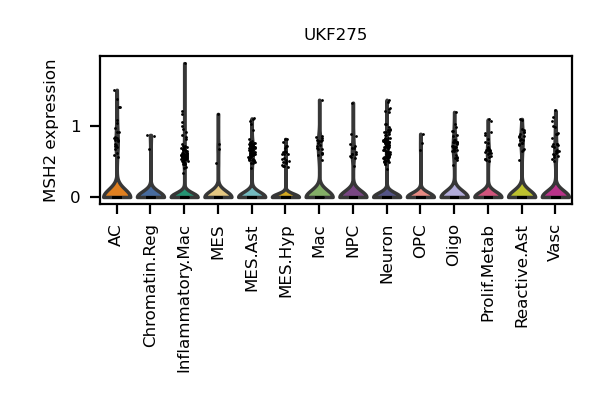 UKF275
MSH2 expression
1
0
AC
Chromatin.Reg
Inflammatory.Mac
MES
MES.Ast
MES.Hyp
Mac
NPC
Neuron
OPC
Oligo
Prolif.Metab
Reactive.Ast
Vasc